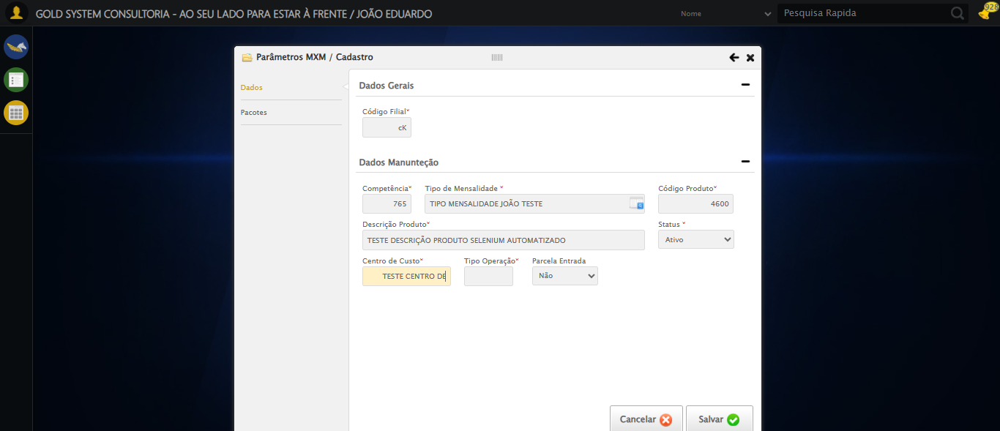 GOLD SYSTEM CONSULTORIA - AO SEU LADO PARA ESTAR À FRENTE / JOÃO EDUARDO
Nome
Pesquisa Rapida
928
Parâmetros MXM / Cadastro
Dados
Pacotes
Dados Gerais
Código Filial*
cK
Dados Manunteção
Competência* Tipo de Mensalidade * Código Produto*
765 TIPO MENSALIDADE JOÃO TESTE 4600
Descrição Produto* Status *
TESTE DESCRIÇÃO PRODUTO SELENIUM AUTOMATIZADO Ativo
Centro de Custo* Tipo Operação* Parcela Entrada
TESTE CENTRO DE Não
Cancelar Salvar